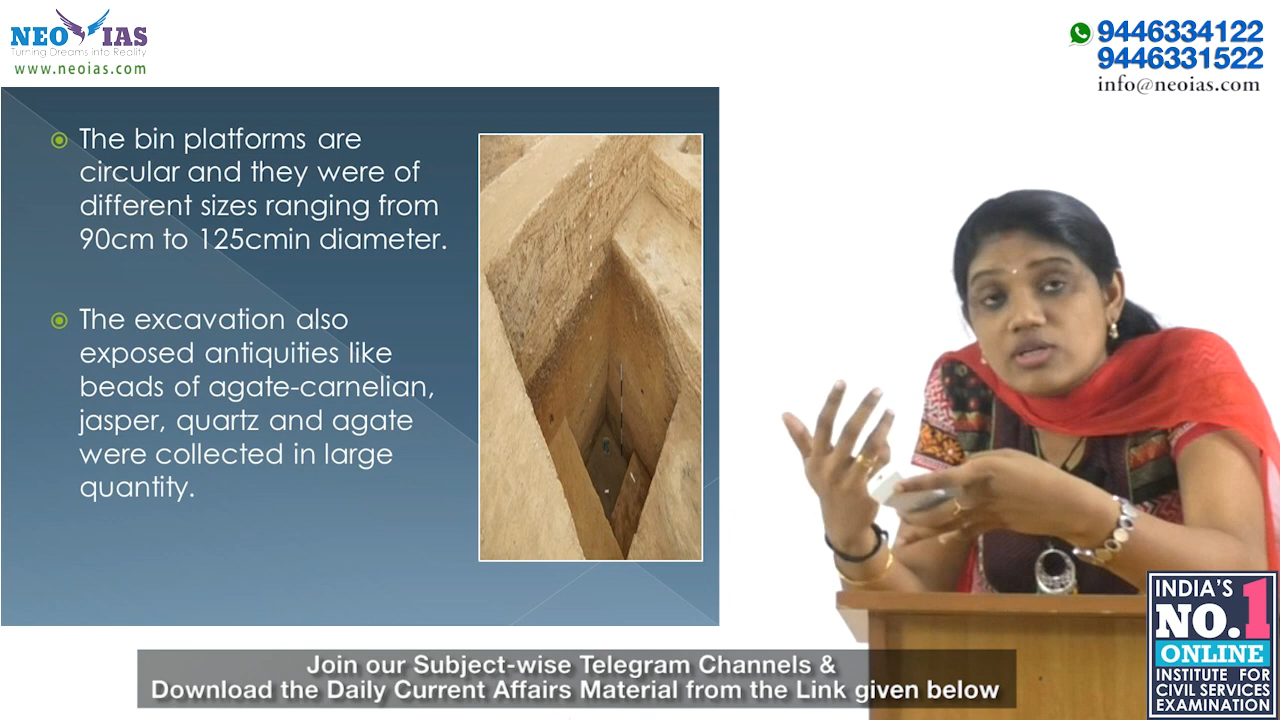 NEO IAS
Turning Dreams into Reality
www.neoias.com
9446334122
9446331522
info@neoias.com
The bin platforms are
circular and they were of
different sizes ranging from
90cm to 125cmin diameter.
The excavation also
exposed antiquities like
beads of agate-carnelian,
jasper, quartz and agate
were collected in large
quantity.
INDIA'S
NO.1
ONLINE
INSTITUTE FOR
CIVIL SERVICES
EXAMINATION
Join our Subject-wise Telegram Channels &
Download the Daily Current Affairs Material from the Link given below